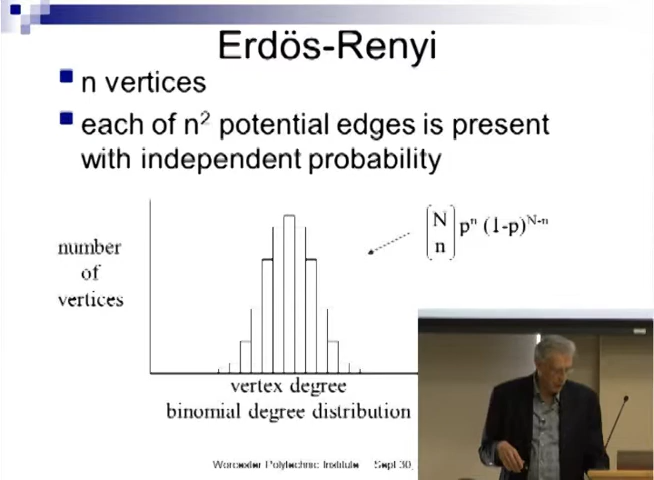 Erdös-Renyi
n vertices
each of n² potential edges is present
with independent probability
number
of
vertices
(N
n) pⁿ (1-p)ᴺ⁻ⁿ
vertex degree
binomial degree distribution
Worcester Polytechnic Institute Sept 30,